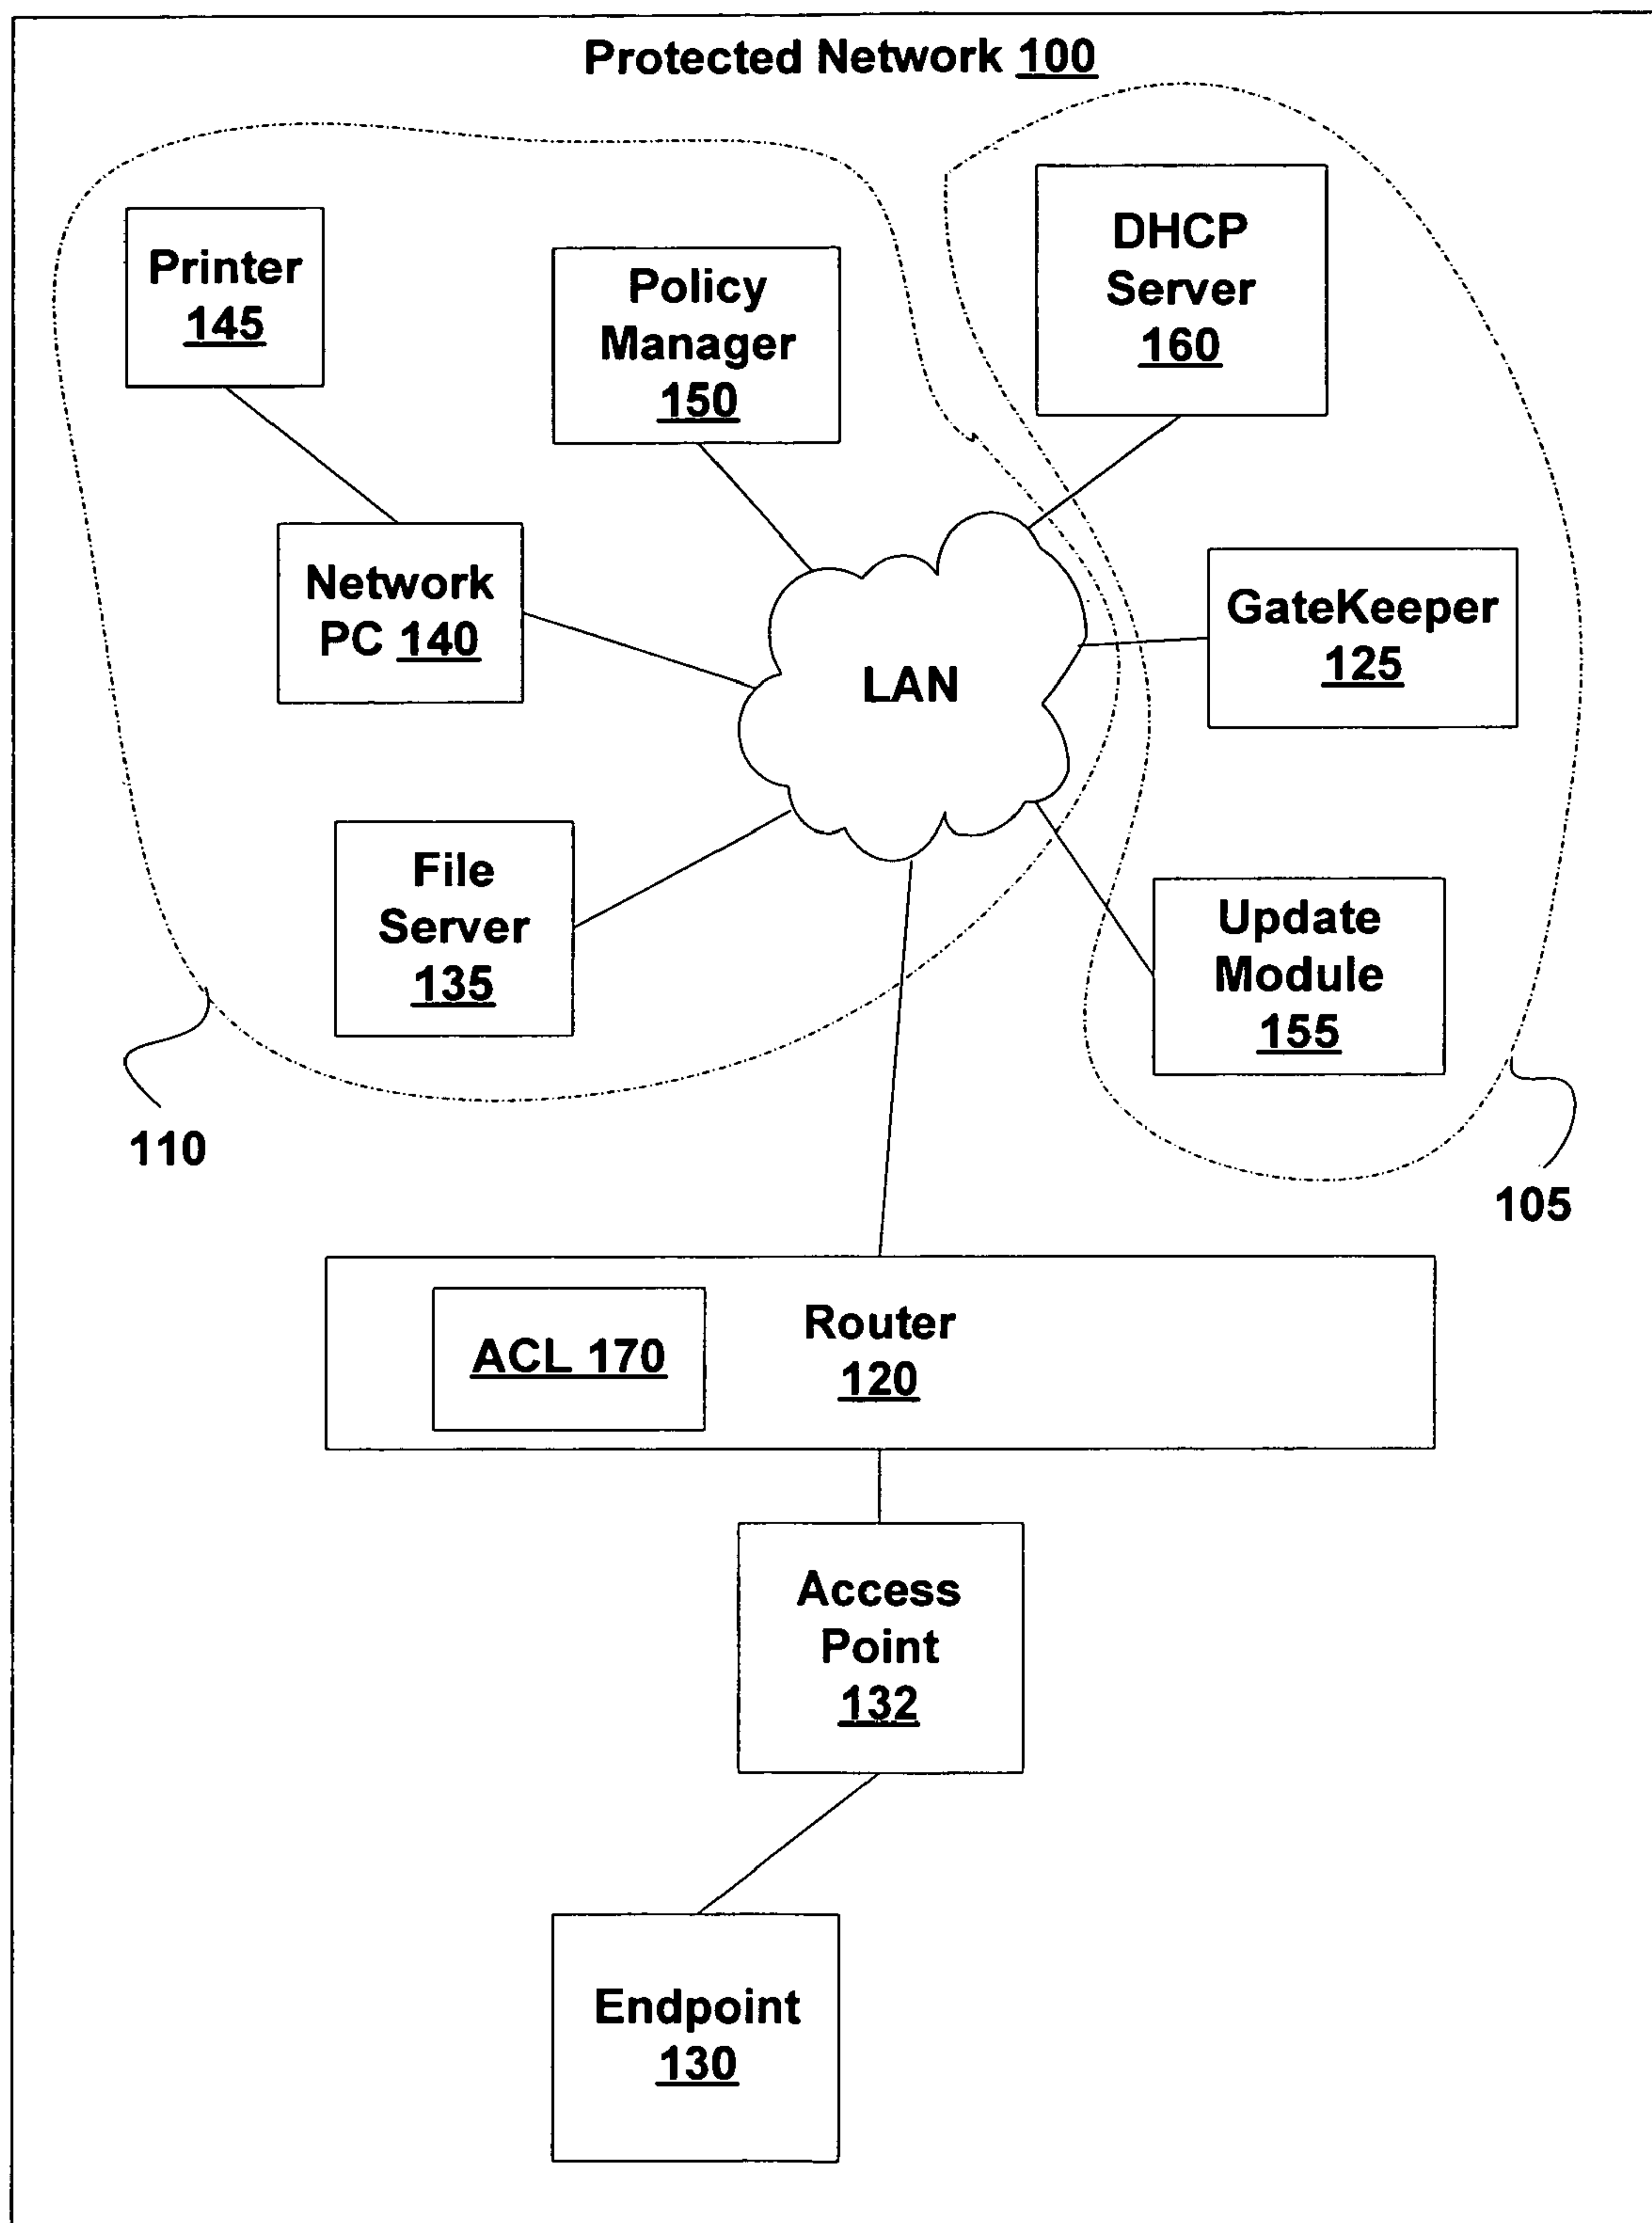 Protected Network 100
Printer
145
Policy
Manager
150
DHCP
Server
160
Network
PC 140
LAN
GateKeeper
125
File
Server
135
Update
Module
155
110
105
ACL 170
Router
120
Access
Point
132
Endpoint
130